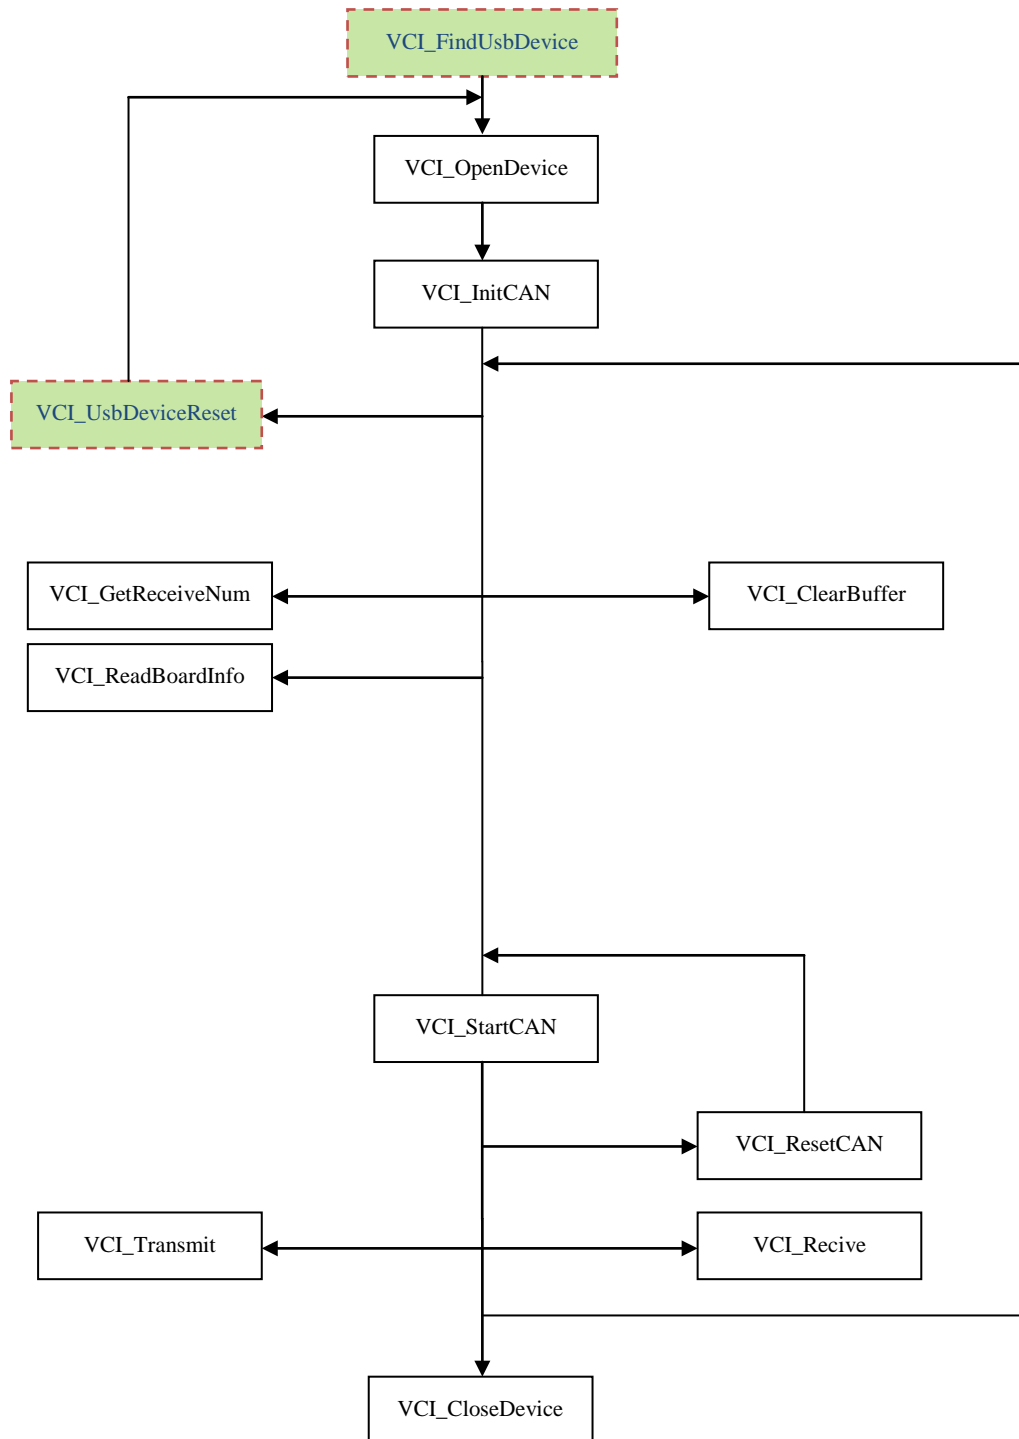 VCI_FindUsbDevice
VCI_OpenDevice
VCI_InitCAN
VCI_UsbDeviceReset
VCI_GetReceiveNum
VCI_ClearBuffer
VCI_ReadBoardInfo
VCI_StartCAN
VCI_ResetCAN
VCI_Transmit
VCI_Recive
VCI_CloseDevice